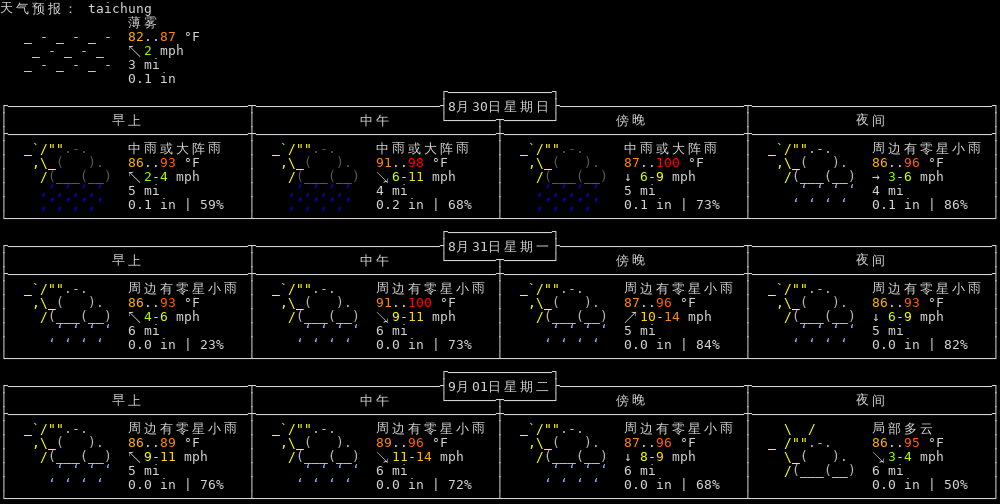 天气预报： taichung
薄雾
82..87 °F
↖ 2 mph
3 mi
0.1 in
8月30日星期日
早上 中午 傍晚 夜间
中雨或大阵雨 中雨或大阵雨 中雨或大阵雨 周边有零星小雨
86..93 °F 91..98 °F 87..100 °F 86..96 °F
↖ 2-4 mph ↘ 6-11 mph ↓ 6-9 mph → 3-6 mph
5 mi 4 mi 5 mi 4 mi
0.1 in | 59% 0.2 in | 68% 0.1 in | 73% 0.1 in | 86%
8月31日星期一
早上 中午 傍晚 夜间
周边有零星小雨 周边有零星小雨 周边有零星小雨 周边有零星小雨
86..93 °F 91..100 °F 87..96 °F 86..93 °F
↖ 4-6 mph ↘ 9-11 mph ↗ 10-14 mph ↓ 6-9 mph
6 mi 6 mi 5 mi 5 mi
0.0 in | 23% 0.0 in | 73% 0.0 in | 84% 0.0 in | 82%
9月01日星期二
早上 中午 傍晚 夜间
周边有零星小雨 周边有零星小雨 周边有零星小雨 局部多云
86..89 °F 89..96 °F 87..96 °F 86..95 °F
↖ 9-11 mph ↘ 11-14 mph ↓ 8-9 mph ↘ 3-4 mph
5 mi 6 mi 6 mi 6 mi
0.0 in | 76% 0.0 in | 72% 0.0 in | 68% 0.0 in | 50%